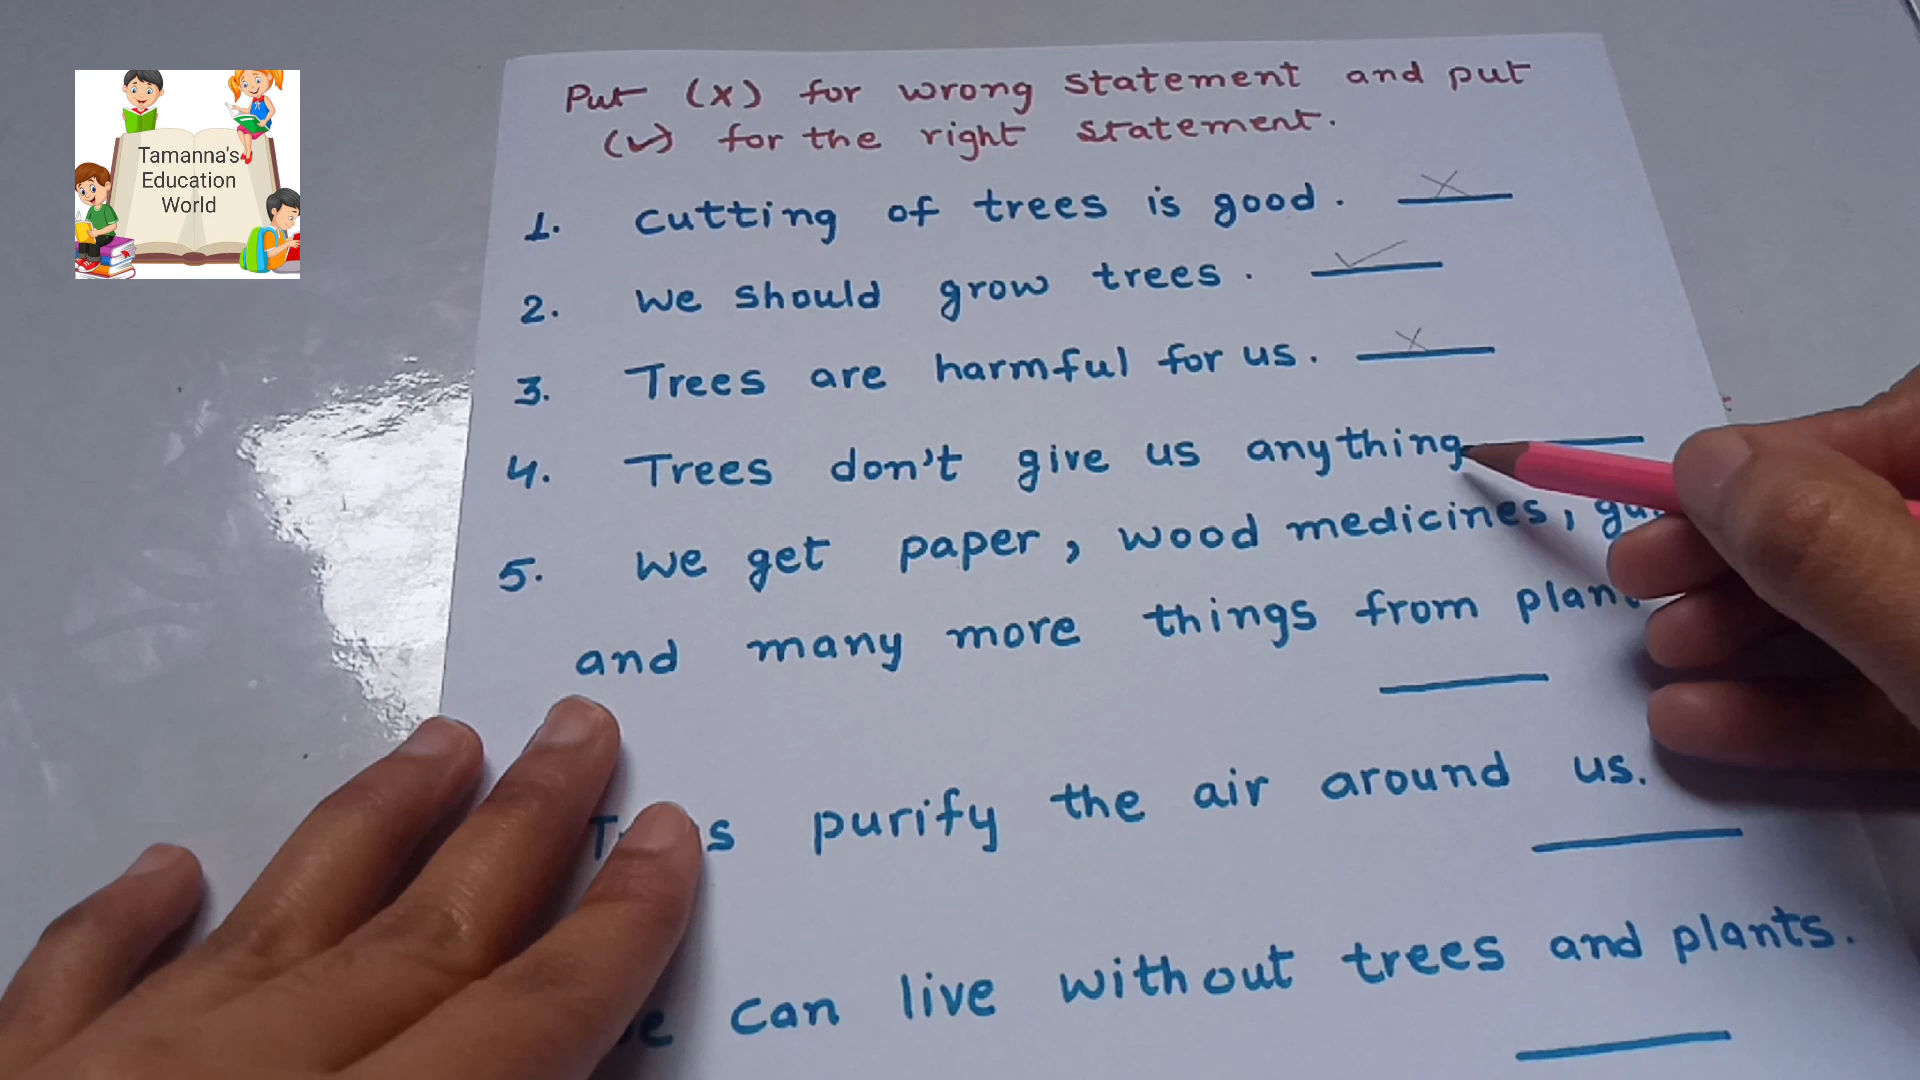 Tamanna's
Education
World
Put (x) for wrong statement and put
(✓) for the right statement.
1. cutting of trees is good. ×
2. We should grow trees. ✓
3. Trees are harmful for us. ×
4. Trees don't give us anything
5. We get paper, wood medicines,
and many more things from
purify the air around us.
can live without trees and plants.